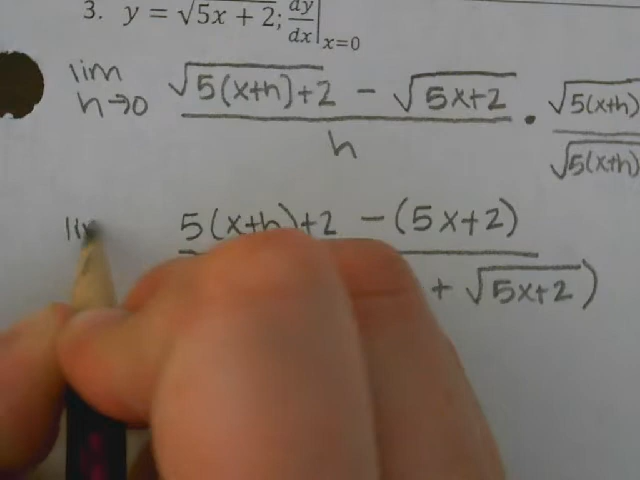 3. y = √5x + 2; dy/dx |x=0
lim h→0 √5(x+h)+2 − √5x+2 / h · √5(x+h) / √5(x+h)
5(x+h)+2 −(5x+2)
+ √5x+2 )